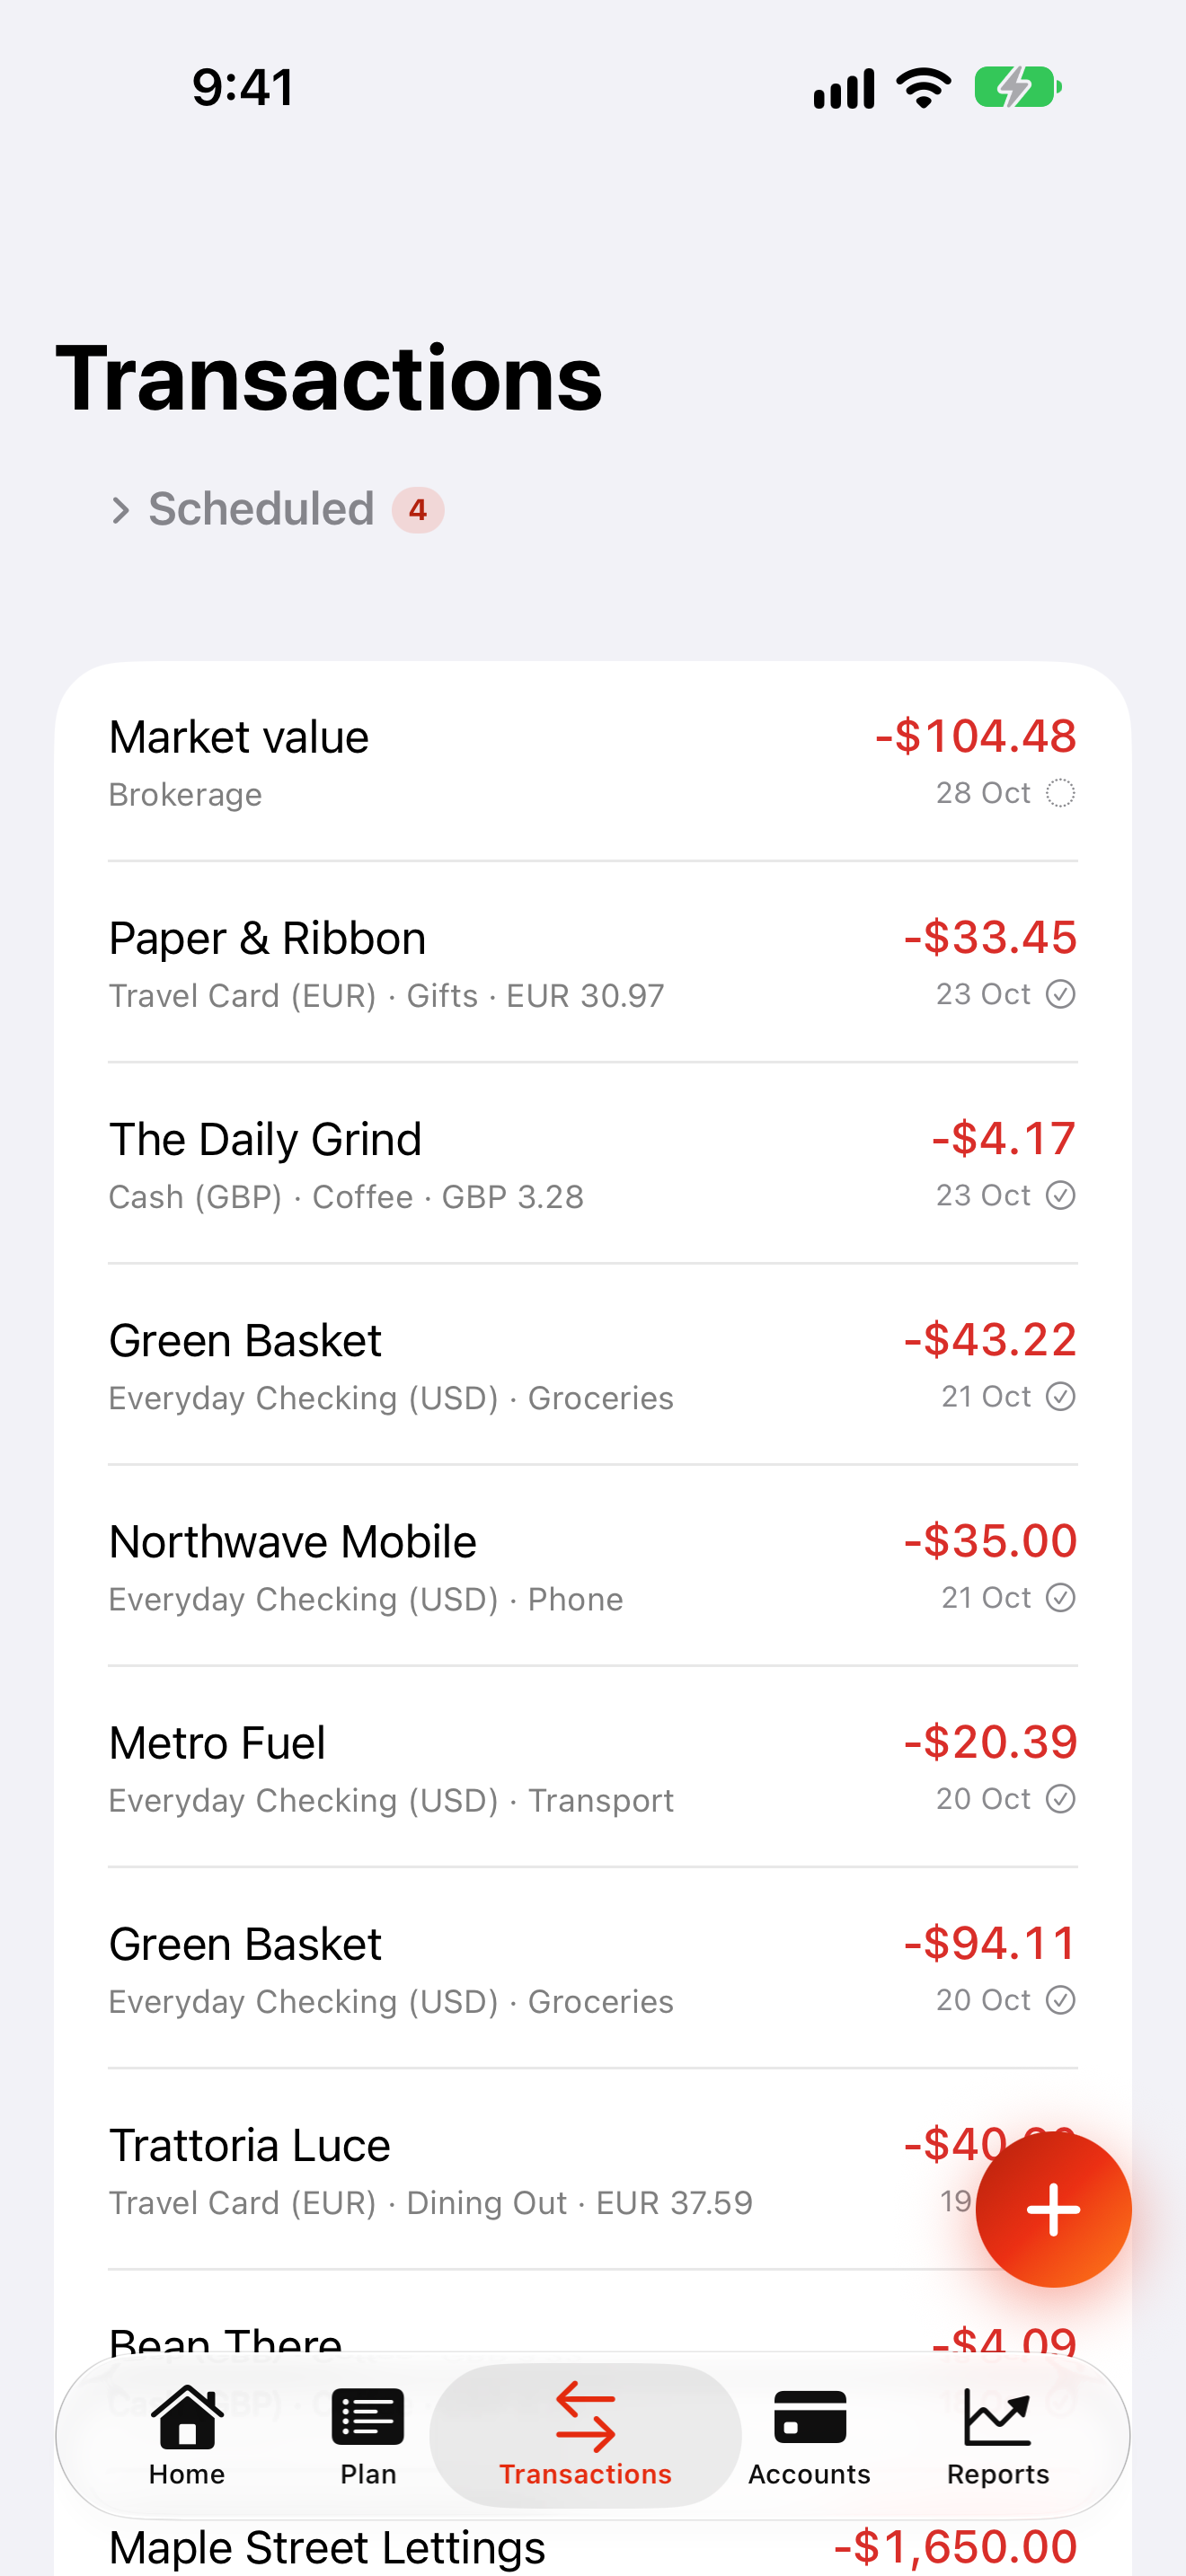 9:41
Transactions
Scheduled 4
Market value -$104.48
Brokerage 28 Oct
Paper & Ribbon -$33.45
Travel Card (EUR) · Gifts · EUR 30.97 23 Oct
The Daily Grind -$4.17
Cash (GBP) · Coffee · GBP 3.28 23 Oct
Green Basket -$43.22
Everyday Checking (USD) · Groceries 21 Oct
Northwave Mobile -$35.00
Everyday Checking (USD) · Phone 21 Oct
Metro Fuel -$20.39
Everyday Checking (USD) · Transport 20 Oct
Green Basket -$94.11
Everyday Checking (USD) · Groceries 20 Oct
Trattoria Luce -$40
Travel Card (EUR) · Dining Out · EUR 37.59 19
Bean There -$4.09
Home Plan Transactions Accounts Reports
Maple Street Lettings -$1,650.00